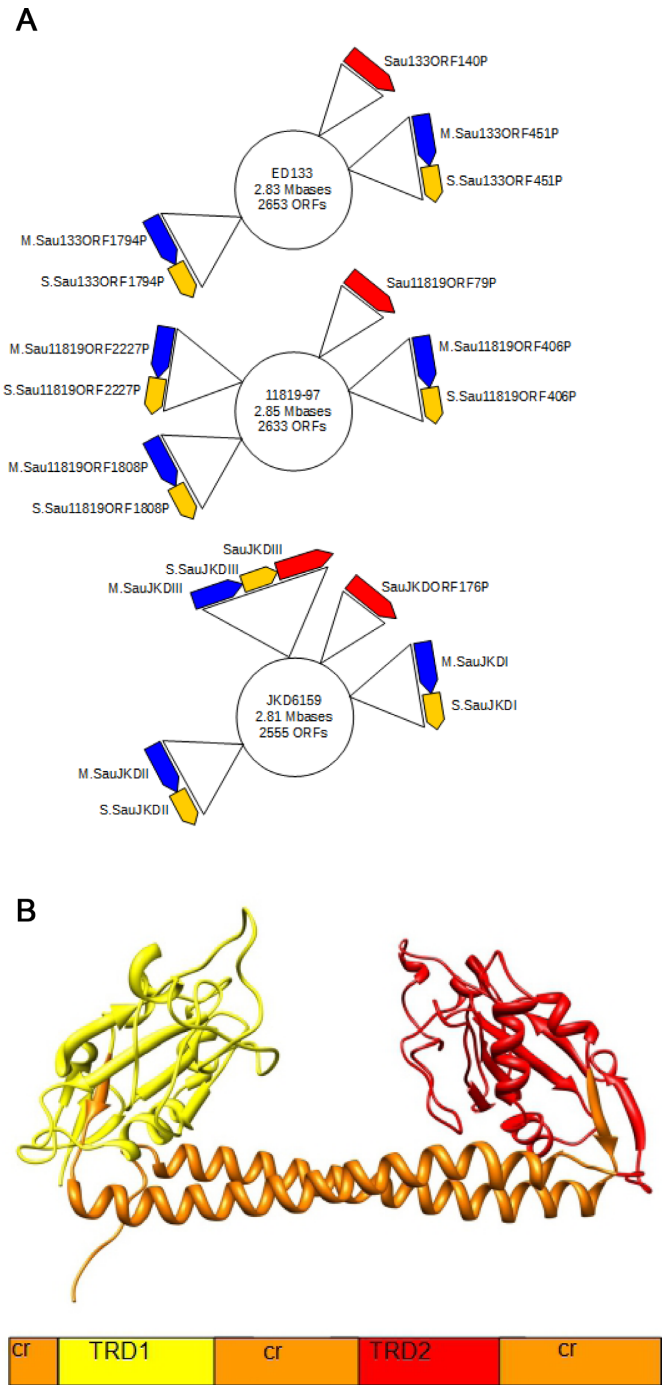 A
Sau133ORF140P
M.Sau133ORF451P
ED133
2.83 Mbases
2653 ORFs
S.Sau133ORF451P
M.Sau133ORF1794P
S.Sau133ORF1794P
Sau11819ORF79P
M.Sau11819ORF2227P
M.Sau11819ORF406P
S.Sau11819ORF2227P
11819-97
2.85 Mbases
2633 ORFs
S.Sau11819ORF406P
M.Sau11819ORF1808P
S.Sau11819ORF1808P
SauJKDIII
S.SauJKDIII
M.SauJKDIII
SauJKDORF176P
M.SauJKDI
JKD6159
2.81 Mbases
2555 ORFs
S.SauJKDI
M.SauJKDII
S.SauJKDII
B
cr TRD1 cr TRD2 cr